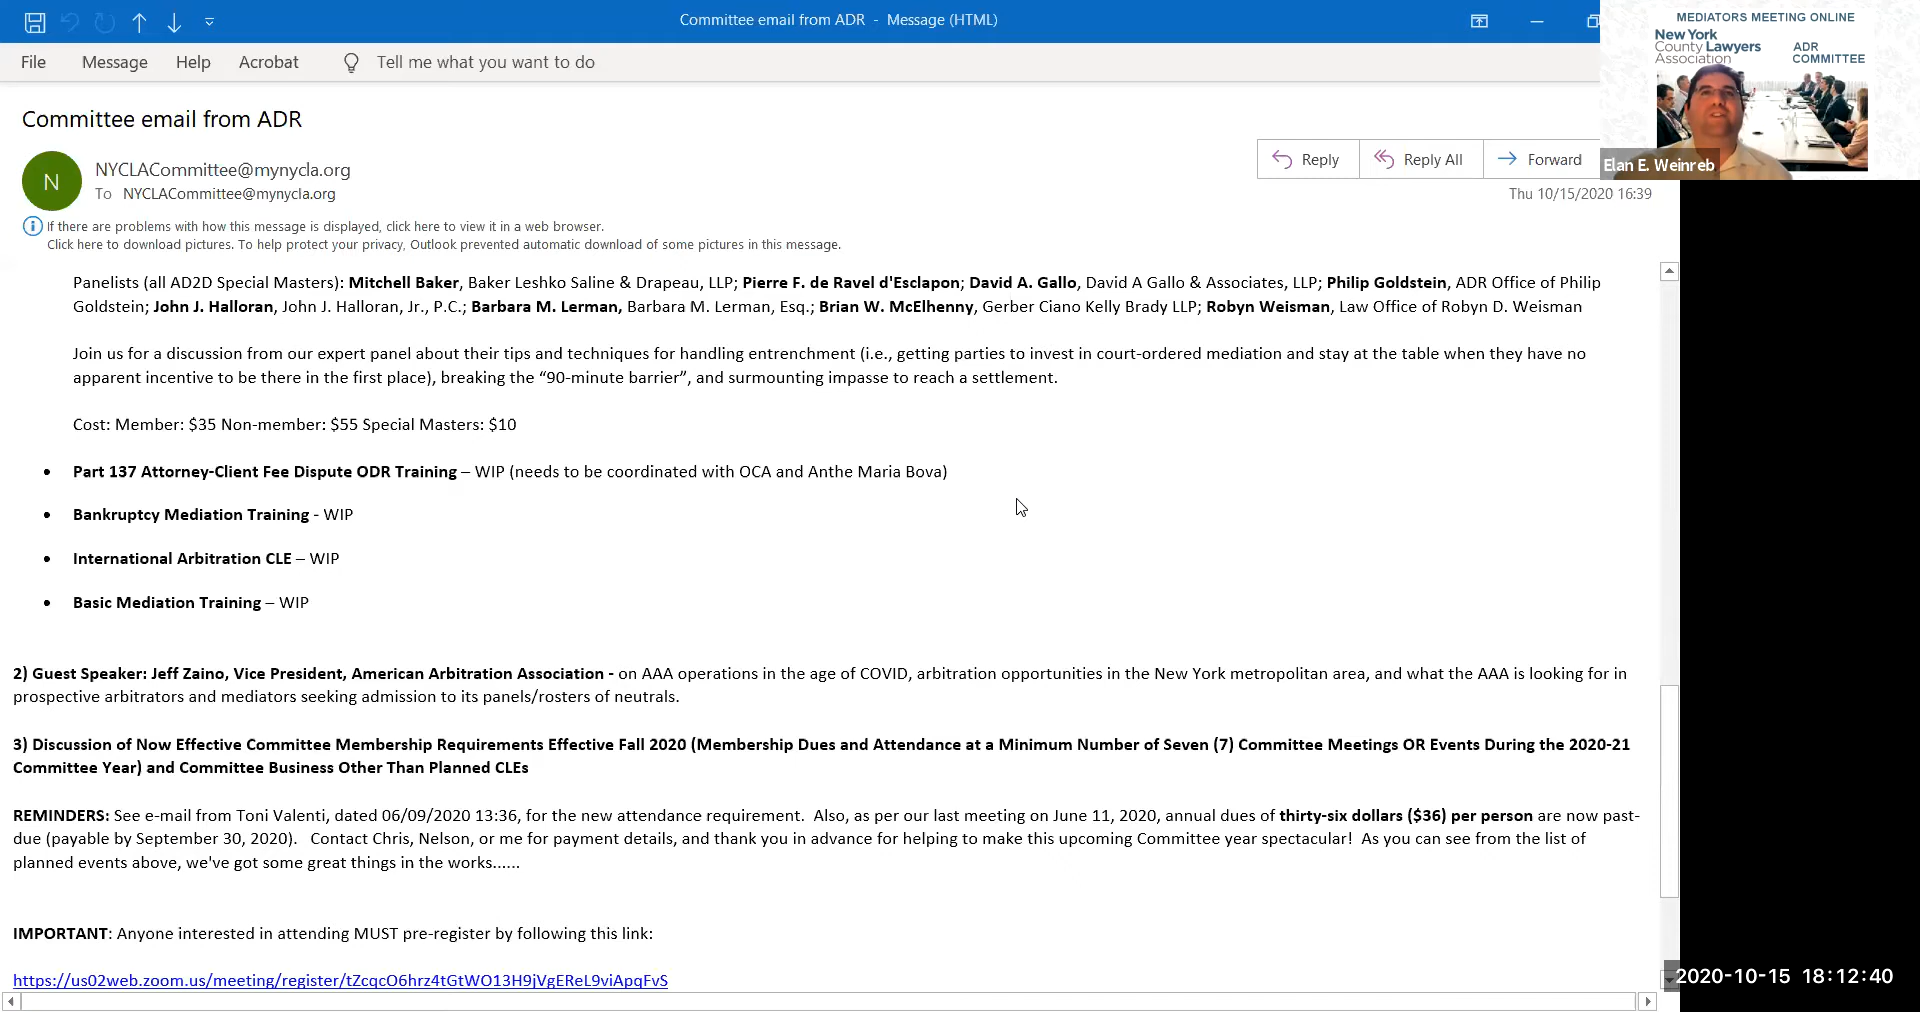 Committee email from ADR - Message (HTML)
File Message Help Acrobat Tell me what you want to do
MEDIATORS MEETING ONLINE
New York
County Lawyers
Association
ADR
COMMITTEE
Elan E. Weinreb
Committee email from ADR
N
NYCLACommittee@mynycla.org
To NYCLACommittee@mynycla.org
Reply Reply All Forward
Thu 10/15/2020 16:39
If there are problems with how this message is displayed, click here to view it in a web browser.
Click here to download pictures. To help protect your privacy, Outlook prevented automatic download of some pictures in this message.
Panelists (all AD2D Special Masters): Mitchell Baker, Baker Leshko Saline & Drapeau, LLP; Pierre F. de Ravel d'Esclapon; David A. Gallo, David A Gallo & Associates, LLP; Philip Goldstein, ADR Office of Philip
Goldstein; John J. Halloran, John J. Halloran, Jr., P.C.; Barbara M. Lerman, Barbara M. Lerman, Esq.; Brian W. McElhenny, Gerber Ciano Kelly Brady LLP; Robyn Weisman, Law Office of Robyn D. Weisman
Join us for a discussion from our expert panel about their tips and techniques for handling entrenchment (i.e., getting parties to invest in court-ordered mediation and stay at the table when they have no
apparent incentive to be there in the first place), breaking the “90-minute barrier”, and surmounting impasse to reach a settlement.
Cost: Member: $35 Non-member: $55 Special Masters: $10
• Part 137 Attorney-Client Fee Dispute ODR Training – WIP (needs to be coordinated with OCA and Anthe Maria Bova)
• Bankruptcy Mediation Training - WIP
• International Arbitration CLE – WIP
• Basic Mediation Training – WIP
2) Guest Speaker: Jeff Zaino, Vice President, American Arbitration Association - on AAA operations in the age of COVID, arbitration opportunities in the New York metropolitan area, and what the AAA is looking for in
prospective arbitrators and mediators seeking admission to its panels/rosters of neutrals.
3) Discussion of Now Effective Committee Membership Requirements Effective Fall 2020 (Membership Dues and Attendance at a Minimum Number of Seven (7) Committee Meetings OR Events During the 2020-21
Committee Year) and Committee Business Other Than Planned CLEs
REMINDERS: See e-mail from Toni Valenti, dated 06/09/2020 13:36, for the new attendance requirement. Also, as per our last meeting on June 11, 2020, annual dues of thirty-six dollars ($36) per person are now past-
due (payable by September 30, 2020). Contact Chris, Nelson, or me for payment details, and thank you in advance for helping to make this upcoming Committee year spectacular! As you can see from the list of
planned events above, we've got some great things in the works......
IMPORTANT: Anyone interested in attending MUST pre-register by following this link:
https://us02web.zoom.us/meeting/register/tZcqcO6hrz4tGtWO13H9jVgEReL9viApqFvS
2020-10-15 18:12:40